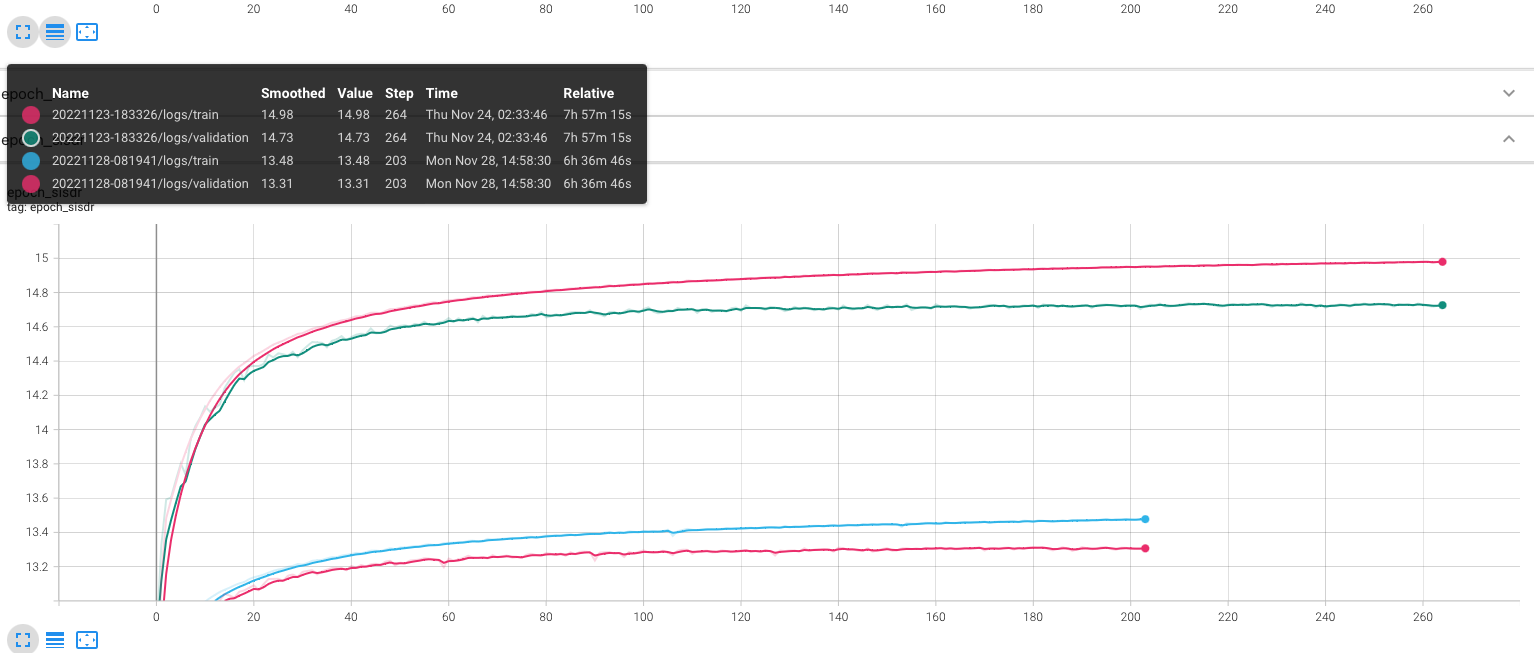 0 20 40 60 80 100 120 140 160 180 200 220 240 260
Name Smoothed Value Step Time Relative
20221123-183326/logs/train 14.98 14.98 264 Thu Nov 24, 02:33:46 7h 57m 15s
20221123-183326/logs/validation 14.73 14.73 264 Thu Nov 24, 02:33:46 7h 57m 15s
20221128-081941/logs/train 13.48 13.48 203 Mon Nov 28, 14:58:30 6h 36m 46s
20221128-081941/logs/validation 13.31 13.31 203 Mon Nov 28, 14:58:30 6h 36m 46s
epoch_sisdr
tag: epoch_sisdr
15
14.8
14.6
14.4
14.2
14
13.8
13.6
13.4
13.2
0 20 40 60 80 100 120 140 160 180 200 220 240 260